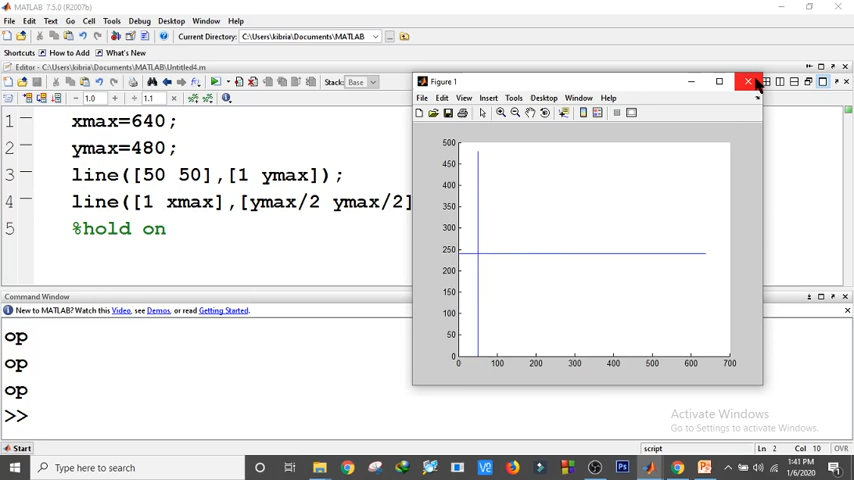 MATLAB 7.5.0 (R2007b)
File Edit Text Go Cell Tools Debug Desktop Window Help
Current Directory: C:\Users\kibria\Documents\MATLAB
Shortcuts How to Add What's New
Editor - C:\Users\kibria\Documents\MATLAB\Untitled4.m
Stack: Base
- 1.0 + ÷ 1.1 ×
1 xmax=640;
2 ymax=480;
3 line([50 50],[1 ymax]);
4 line([1 xmax],[ymax/2 ymax/2]
5 %hold on
Figure 1
File Edit View Insert Tools Desktop Window Help
500
450
400
350
300
250
200
150
100
50
0
0 100 200 300 400 500 600 700
Command Window
New to MATLAB? Watch this Video, see Demos, or read Getting Started.
op
op
op
>>
Activate Windows
Go to Settings to activate Windows.
Start
script Ln 2 Col 10 OVR
Type here to search
1:41 PM
1/6/2020